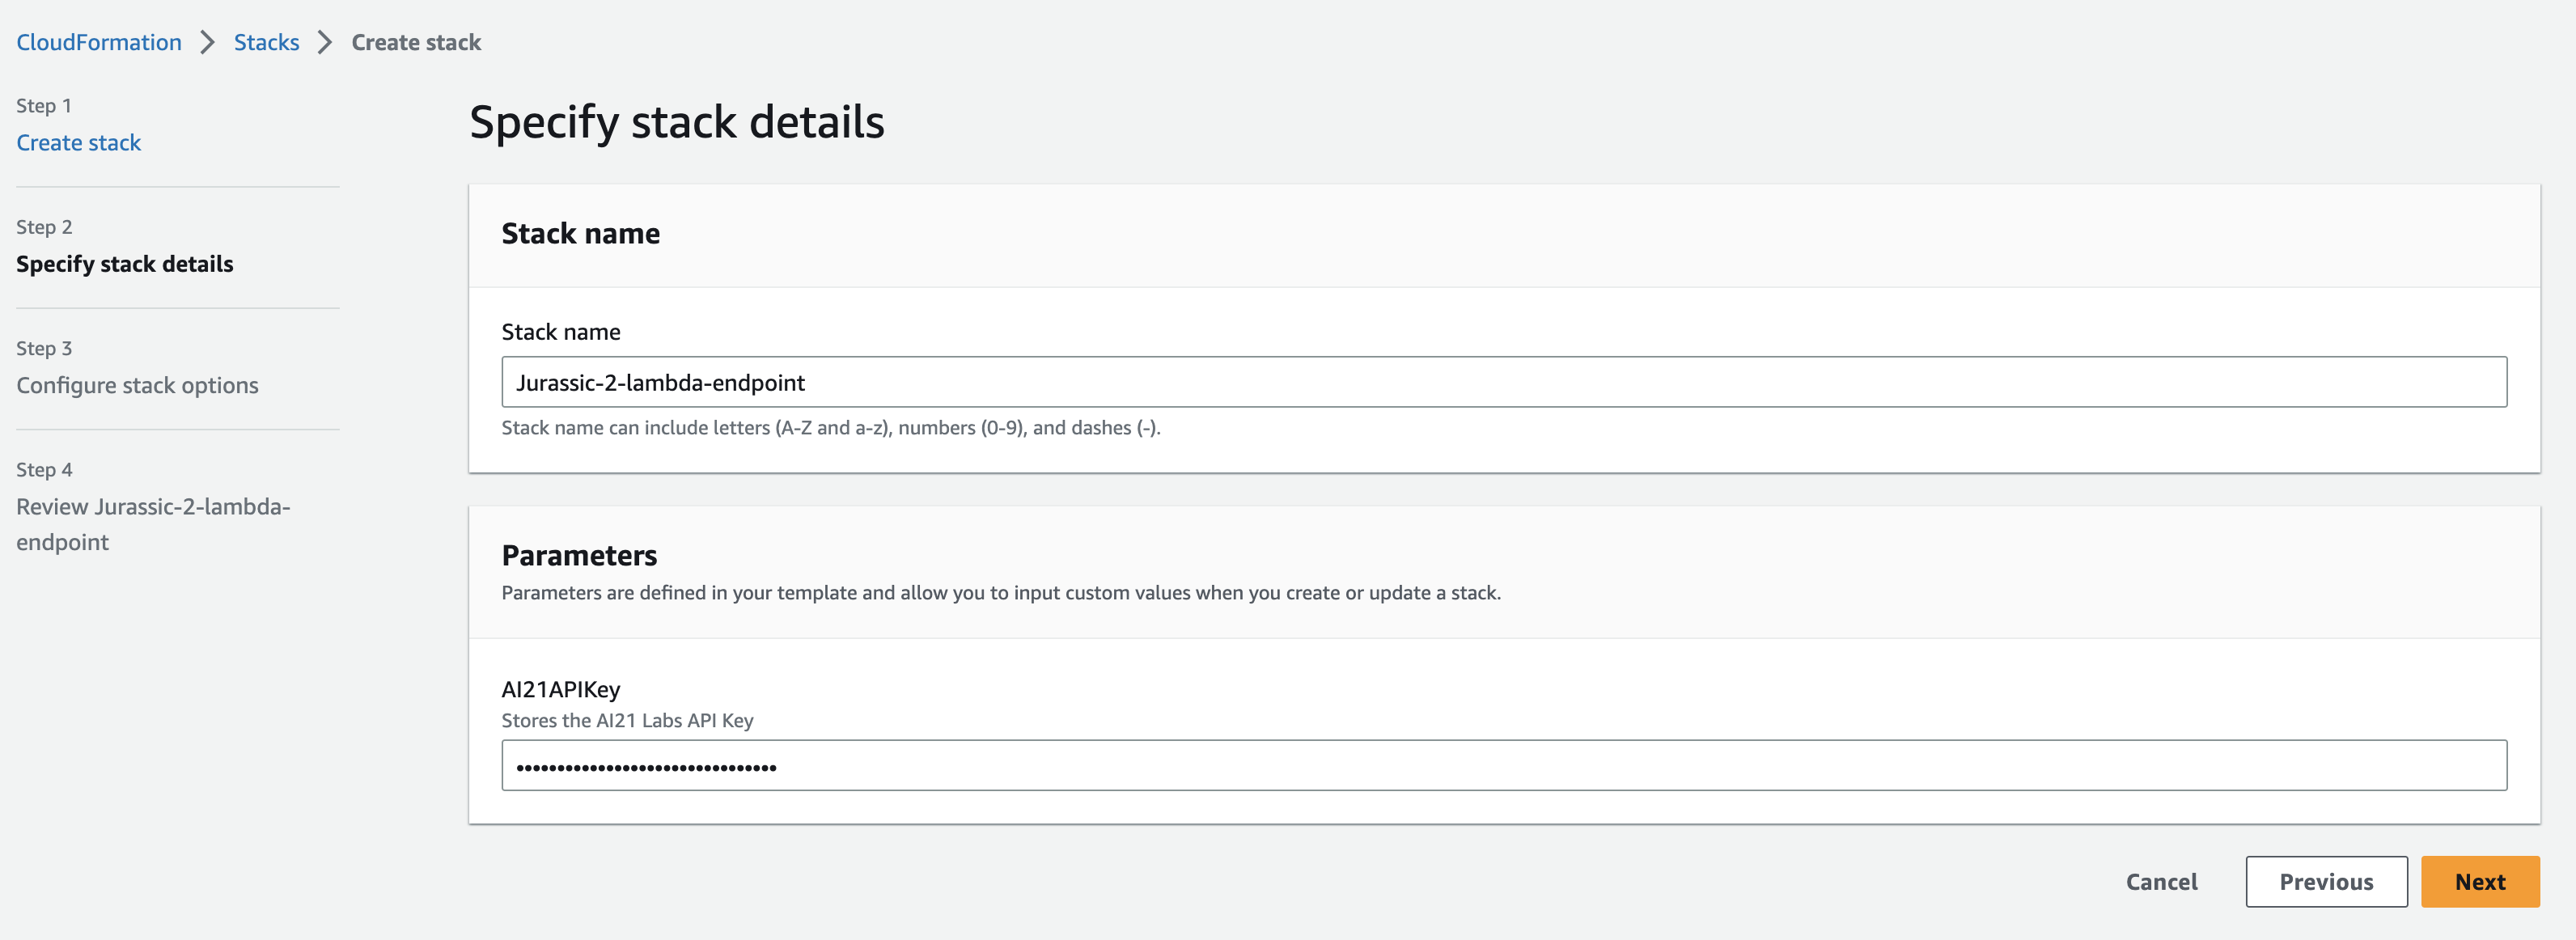 CloudFormation > Stacks > Create stack
Step 1
Create stack
Step 2
Specify stack details
Step 3
Configure stack options
Step 4
Review Jurassic-2-lambda-
endpoint
Specify stack details
Stack name
Stack name
Jurassic-2-lambda-endpoint
Stack name can include letters (A-Z and a-z), numbers (0-9), and dashes (-).
Parameters
Parameters are defined in your template and allow you to input custom values when you create or update a stack.
AI21APIKey
Stores the AI21 Labs API Key
••••••••••••••••••••••••••••••••
Cancel
Previous
Next